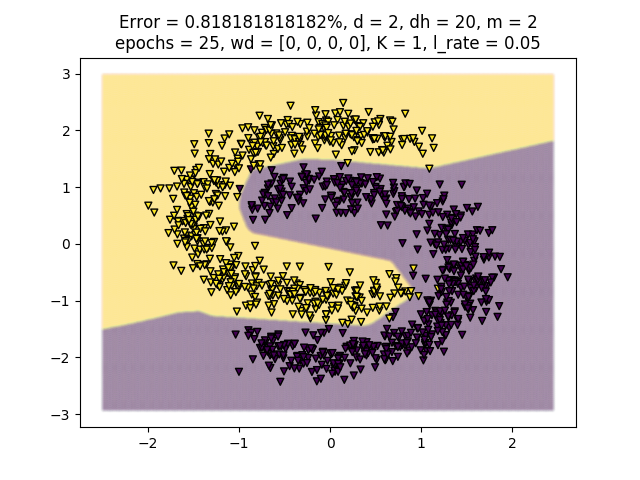 Error = 0.818181818182%, d = 2, dh = 20, m = 2
epochs = 25, wd = [0, 0, 0, 0], K = 1, l_rate = 0.05
3
2
1
0
−1
−2
−3
−2 −1 0 1 2